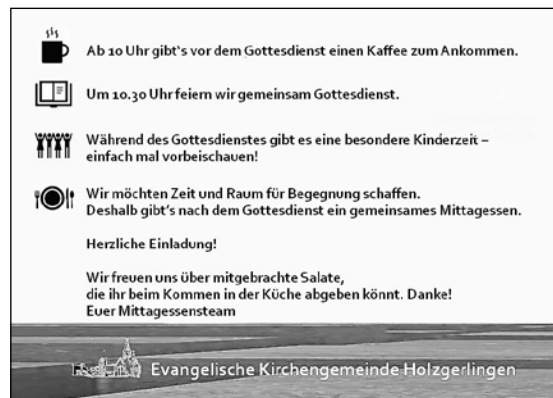 Ab 10 Uhr gibt's vor dem Gottesdienst einen Kaffee zum Ankommen.
Um 10.30 Uhr feiern wir gemeinsam Gottesdienst.
Während des Gottesdienstes gibt es eine besondere Kinderzeit –
einfach mal vorbeischauen!
Wir möchten Zeit und Raum für Begegnung schaffen.
Deshalb gibt's nach dem Gottesdienst ein gemeinsames Mittagessen.
Herzliche Einladung!
Wir freuen uns über mitgebrachte Salate,
die ihr beim Kommen in der Küche abgeben könnt. Danke!
Euer Mittagessensteam
Evangelische Kirchengemeinde Holzgerlingen